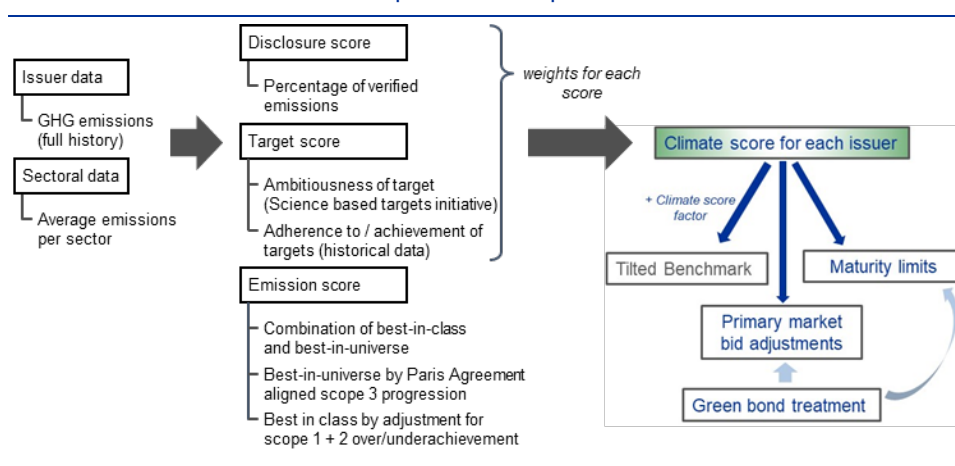 Issuer data
GHG emissions
(full history)
Sectoral data
Average emissions
per sector
Disclosure score
Percentage of verified
emissions
Target score
Ambitiousness of target
(Science based targets initiative)
Adherence to / achievement of
targets (historical data)
Emission score
Combination of best-in-class
and best-in-universe
Best-in-universe by Paris Agreement
aligned scope 3 progression
Best in class by adjustment for
scope 1 + 2 over/underachievement
weights for each
score
Climate score for each issuer
+ Climate score
factor
Tilted Benchmark
Maturity limits
Primary market
bid adjustments
Green bond treatment